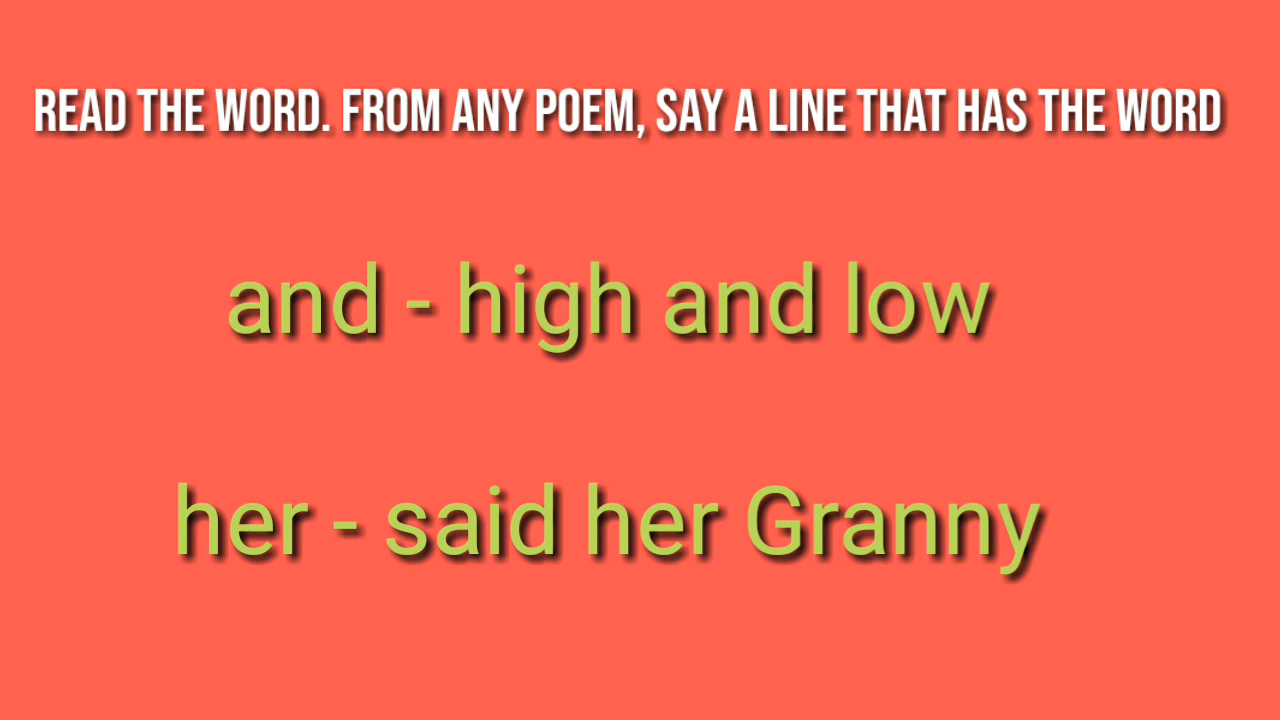 READ THE WORD. FROM ANY POEM, SAY A LINE THAT HAS THE WORD
and - high and low
her - said her Granny